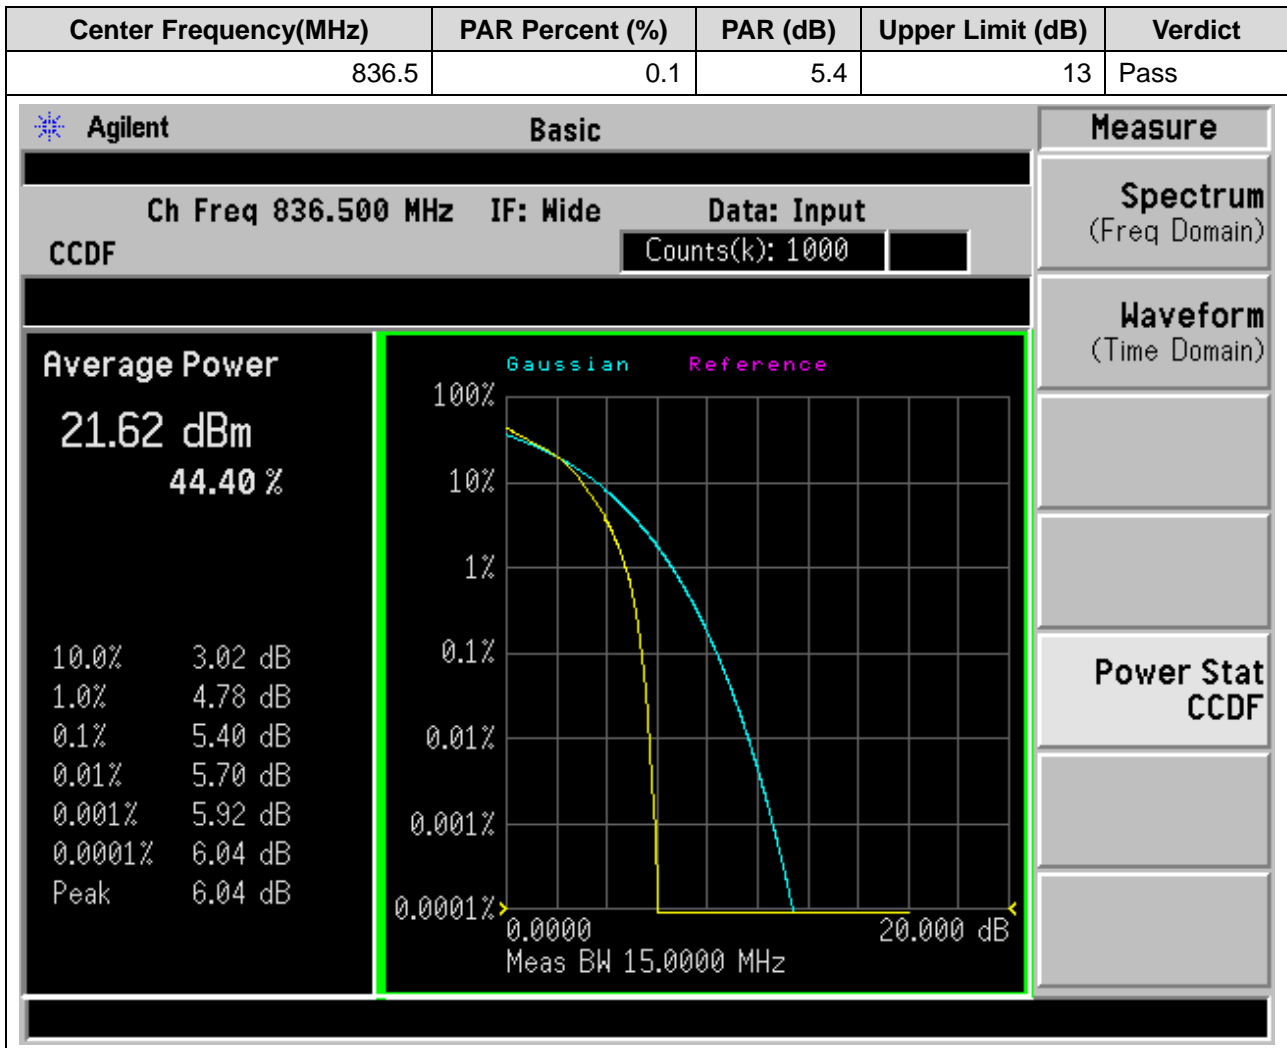 Center Frequency(MHz) PAR Percent (%) PAR (dB) Upper Limit (dB) Verdict
836.5 0.1 5.4 13 Pass
Agilent Basic Measure
Ch Freq 836.500 MHz IF: Wide Data: Input
CCDF Counts(k): 1000
Spectrum
(Freq Domain)
Waveform
(Time Domain)
Power Stat
CCDF
Average Power
21.62 dBm
44.40 %
10.0% 3.02 dB
1.0% 4.78 dB
0.1% 5.40 dB
0.01% 5.70 dB
0.001% 5.92 dB
0.0001% 6.04 dB
Peak 6.04 dB
Gaussian Reference
100%
10%
1%
0.1%
0.01%
0.001%
0.0001%
0.0000 20.000 dB
Meas BW 15.0000 MHz